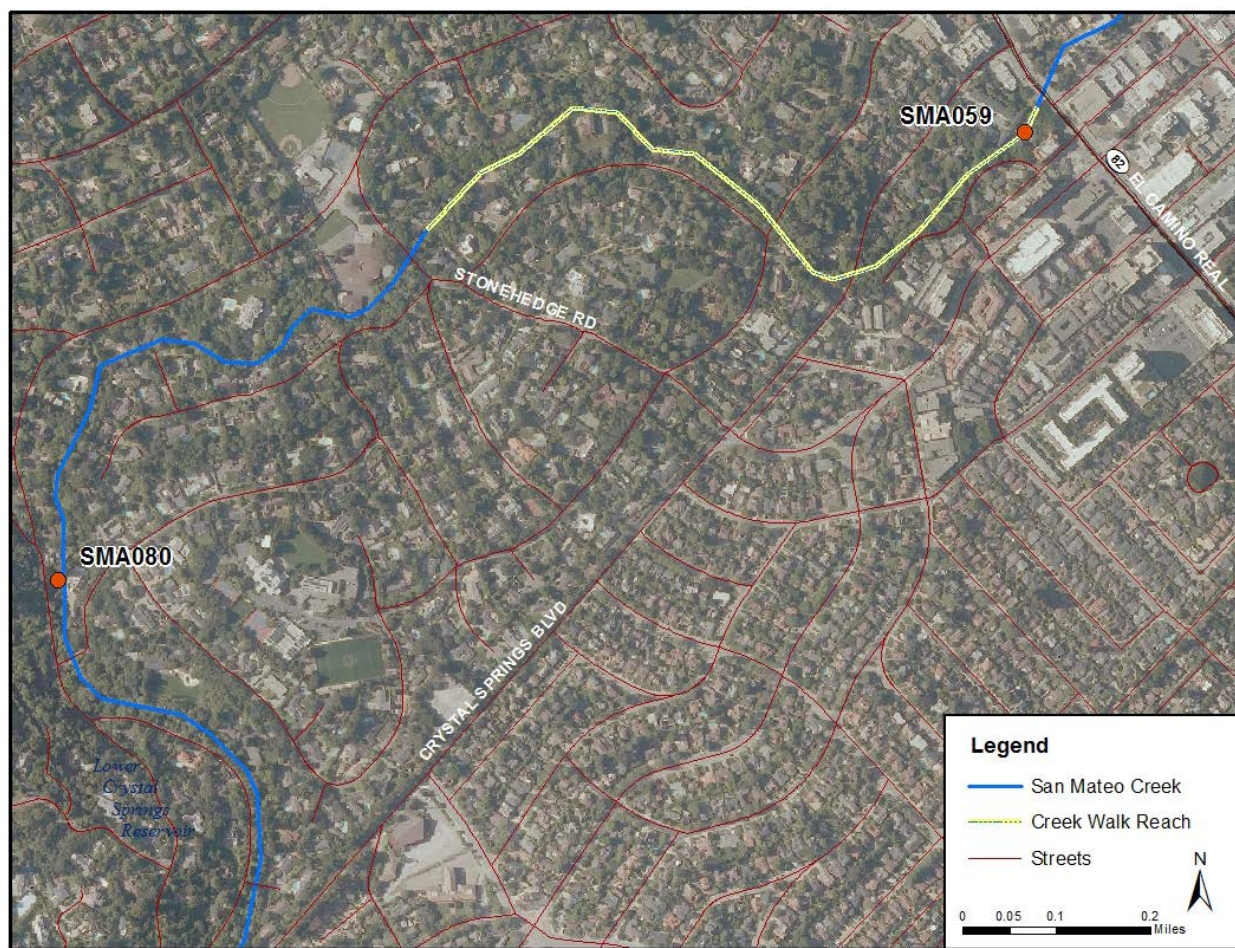 SMA059
82
EL CAMINO REAL
STONEHEDGE RD
SMA080
CRYSTAL SPRINGS BLVD
Lower
Crystal
Springs
Reservoir
Legend
San Mateo Creek
Creek Walk Reach
Streets
N
0 0.05 0.1 0.2
Miles